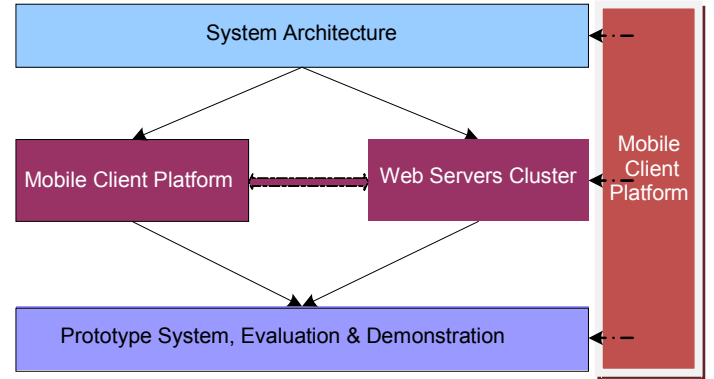 System Architecture
Mobile Client Platform
Web Servers Cluster
Mobile
Client
Platform
Prototype System, Evaluation & Demonstration